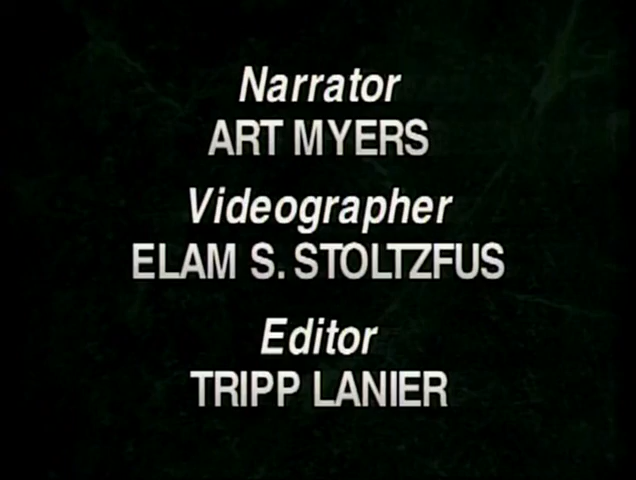 Narrator
ART MYERS
Videographer
ELAM S. STOLTZFUS
Editor
TRIPP LANIER